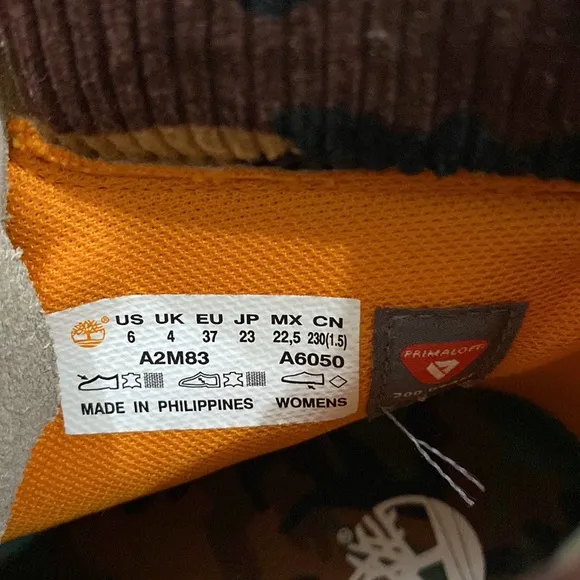 US UK EU JP MX CN
6 4 37 23 22,5 230(1.5)
A2M83 A6050
MADE IN PHILIPPINES WOMENS
PRIMALOFT